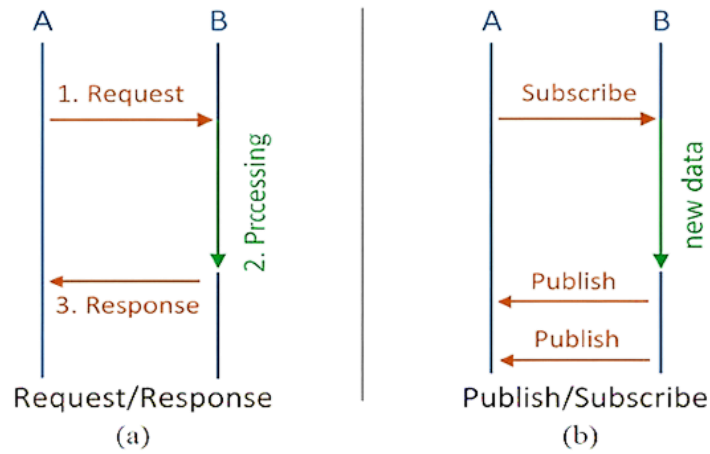 A
B
1. Request
2. Prccessing
3. Response
Request/Response
(a)
A
B
Subscribe
new data
Publish
Publish
Publish/Subscribe
(b)